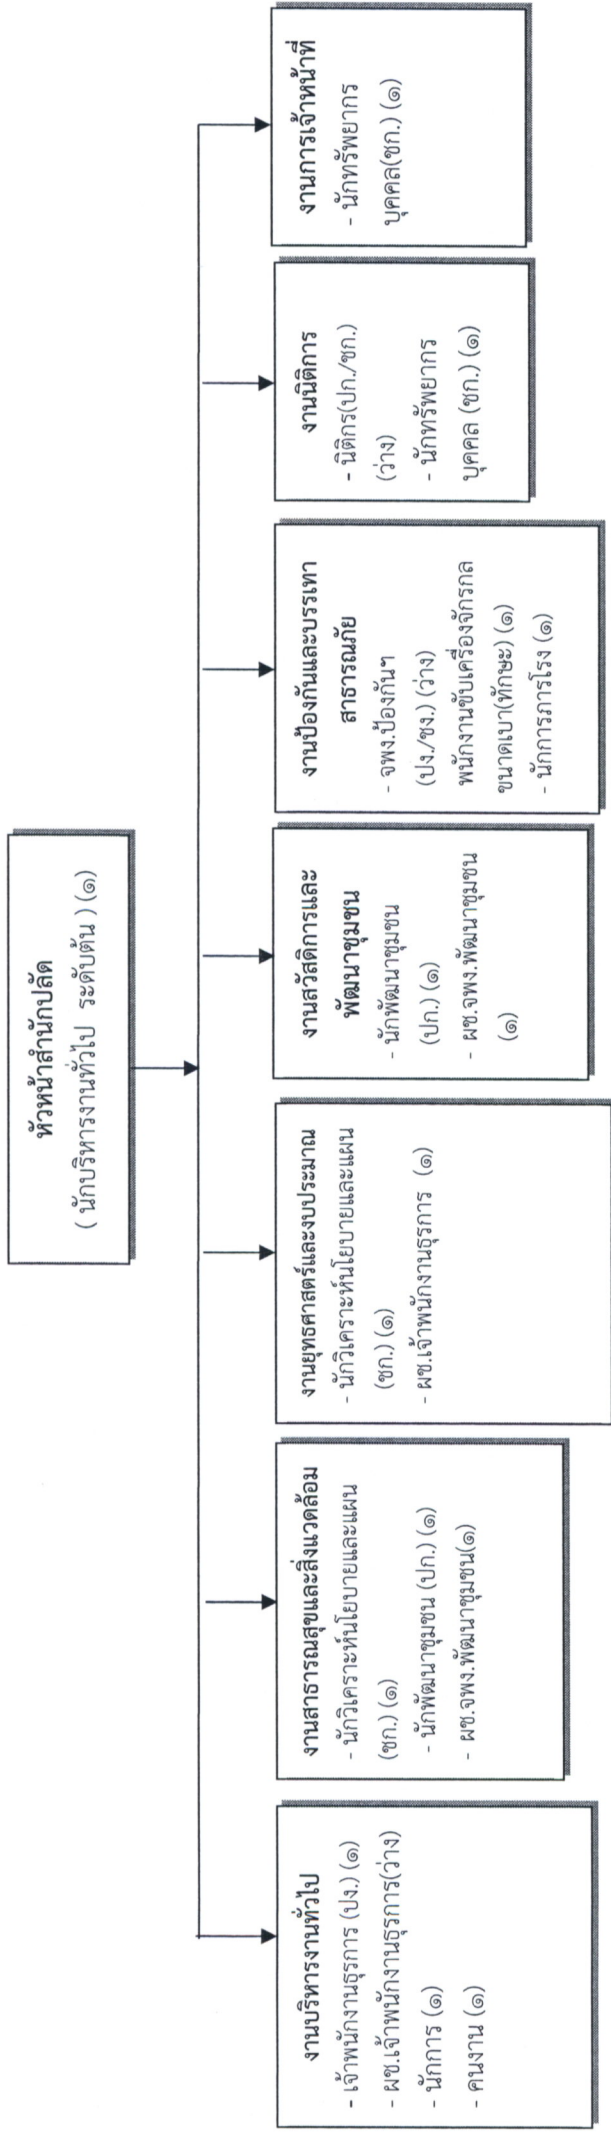 หัวหน้าสำนักปลัด
( นักบริหารงานทั่วไป ระดับต้น ) (๑)
งานบริหารงานทั่วไป
- เจ้าพนักงานธุรการ (ปง.) (๑)
- ผช.เจ้าพนักงานธุรการ(ว่าง)
- นักการ (๑)
- คนงาน (๑)
งานสาธารณสุขและสิ่งแวดล้อม
- นักวิเคราะห์นโยบายและแผน
(ชก.) (๑)
- นักพัฒนาชุมชน (ปก.) (๑)
- ผช.จพง.พัฒนาชุมชน(๑)
งานยุทธศาสตร์และงบประมาณ
- นักวิเคราะห์นโยบายและแผน
(ชก.) (๑)
- ผช.เจ้าพนักงานธุรการ (๑)
งานสวัสดิการและ
พัฒนาชุมชน
- นักพัฒนาชุมชน
(ปก.) (๑)
- ผช.จพง.พัฒนาชุมชน
(๑)
งานป้องกันและบรรเทา
สาธารณภัย
- จพง.ป้องกันฯ
(ปง./ชง.) (ว่าง)
พนักงานขับเครื่องจักรกล
ขนาดเบา(ทักษะ) (๑)
- นักการภารโรง (๑)
งานนิติการ
- นิติกร(ปก./ชก.)
(ว่าง)
- นักทรัพยากร
บุคคล (ชก.) (๑)
งานการเจ้าหน้าที่
- นักทรัพยากร
บุคคล(ชก.) (๑)